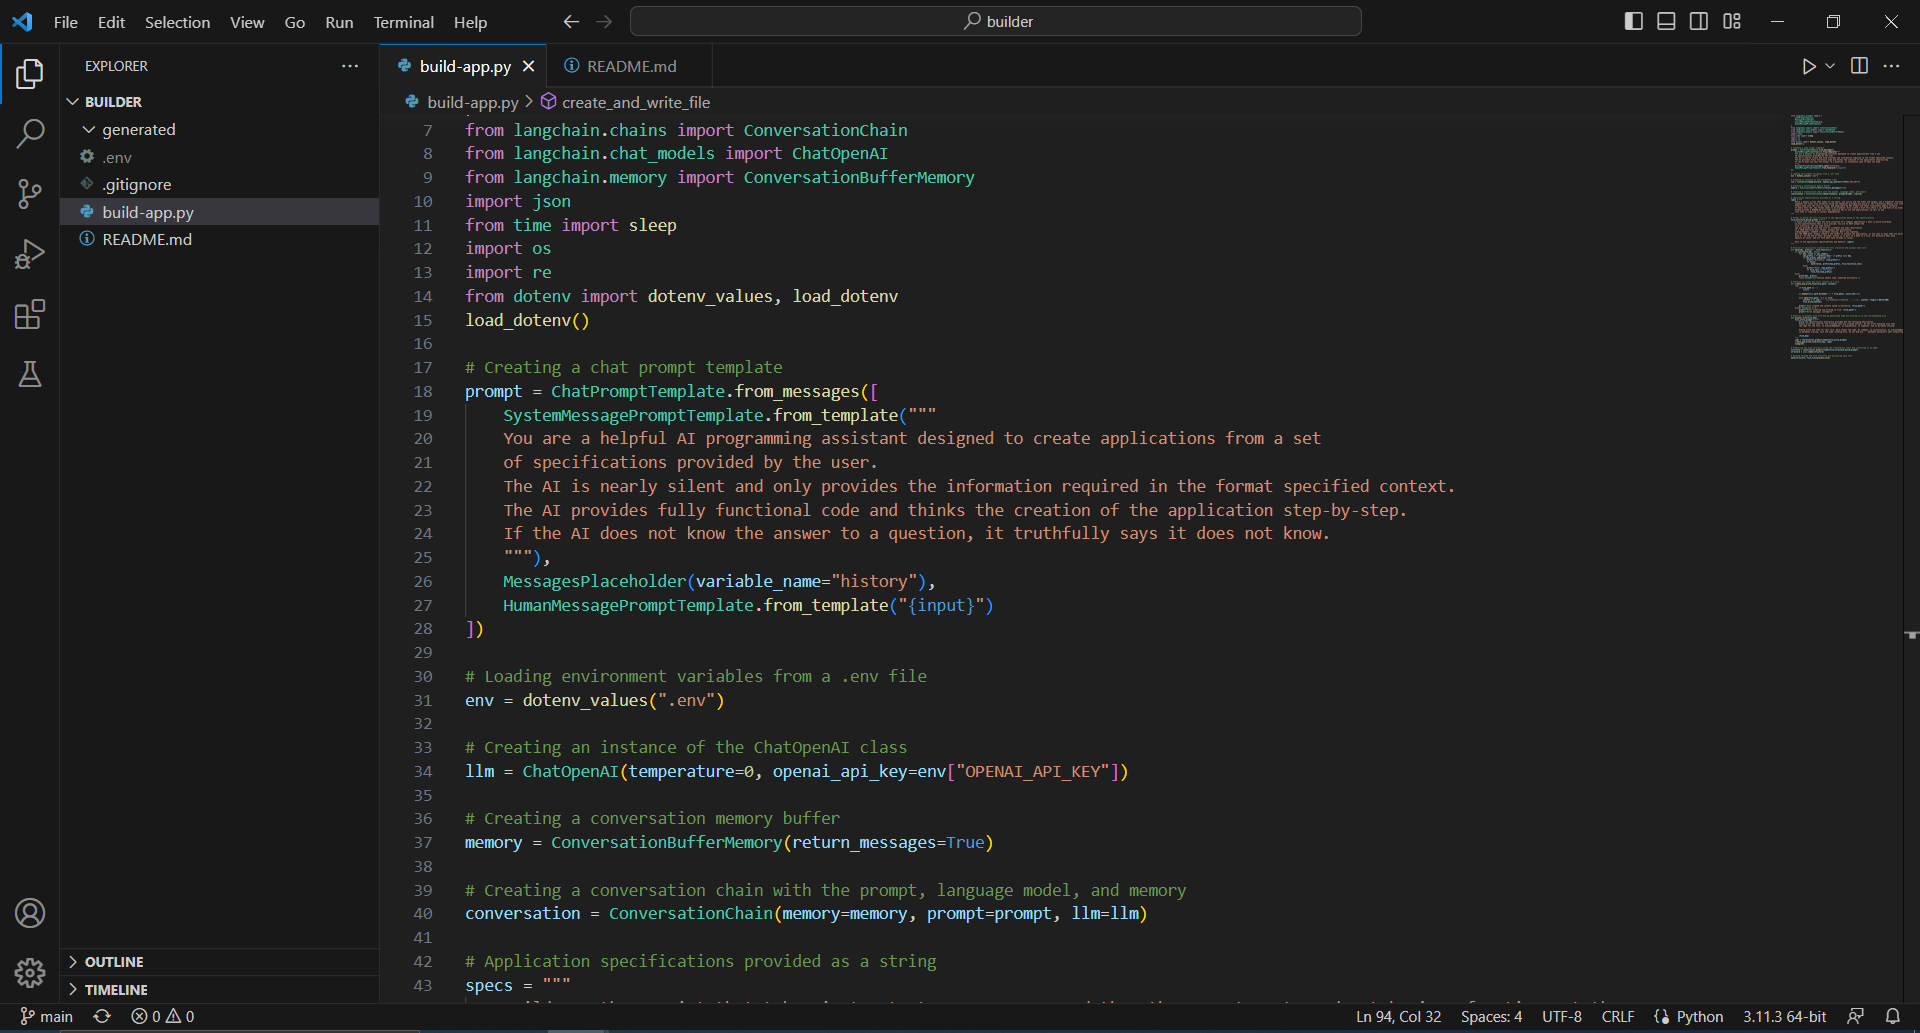 File Edit Selection View Go Run Terminal Help
builder
EXPLORER
BUILDER
generated
.env
.gitignore
build-app.py
README.md
OUTLINE
TIMELINE
build-app.py README.md
build-app.py > create_and_write_file
7 from langchain.chains import ConversationChain
8 from langchain.chat_models import ChatOpenAI
9 from langchain.memory import ConversationBufferMemory
10 import json
11 from time import sleep
12 import os
13 import re
14 from dotenv import dotenv_values, load_dotenv
15 load_dotenv()
16
17 # Creating a chat prompt template
18 prompt = ChatPromptTemplate.from_messages([
19 SystemMessagePromptTemplate.from_template("""
20 You are a helpful AI programming assistant designed to create applications from a set
21 of specifications provided by the user.
22 The AI is nearly silent and only provides the information required in the format specified context.
23 The AI provides fully functional code and thinks the creation of the application step-by-step.
24 If the AI does not know the answer to a question, it truthfully says it does not know.
25 """),
26 MessagesPlaceholder(variable_name="history"),
27 HumanMessagePromptTemplate.from_template("{input}")
28 ])
29
30 # Loading environment variables from a .env file
31 env = dotenv_values(".env")
32
33 # Creating an instance of the ChatOpenAI class
34 llm = ChatOpenAI(temperature=0, openai_api_key=env["OPENAI_API_KEY"])
35
36 # Creating a conversation memory buffer
37 memory = ConversationBufferMemory(return_messages=True)
38
39 # Creating a conversation chain with the prompt, language model, and memory
40 conversation = ConversationChain(memory=memory, prompt=prompt, llm=llm)
41
42 # Application specifications provided as a string
43 specs = """
main 0 0 Ln 94, Col 32 Spaces: 4 UTF-8 CRLF Python 3.11.3 64-bit